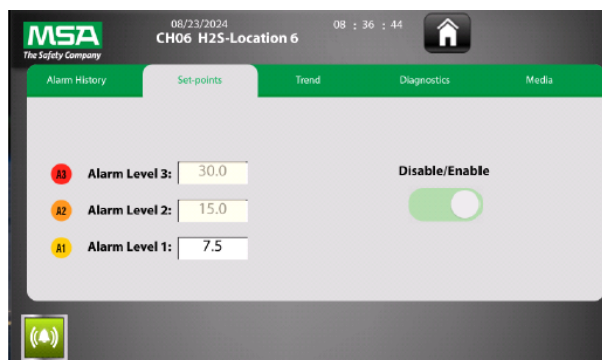 MSA
The Safety Company
08/23/2024
08 : 36 : 44
CH06 H2S-Location 6
Alarm History
Set-points
Trend
Diagnostics
Media
A3 Alarm Level 3: 30.0
Disable/Enable
A2 Alarm Level 2: 15.0
A1 Alarm Level 1: 7.5